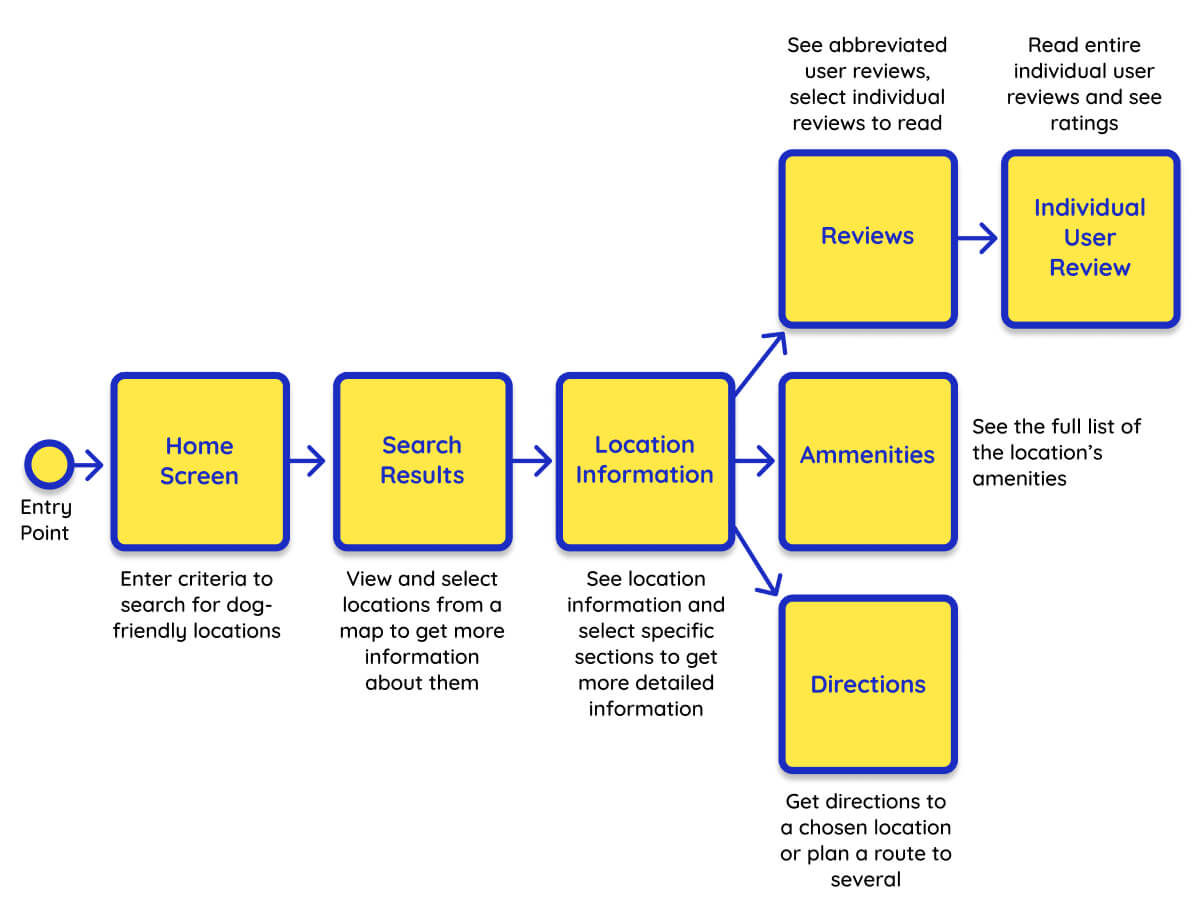 Entry
Point
Home
Screen
Enter criteria to
search for dog-
friendly locations
Search
Results
View and select
locations from a
map to get more
information
about them
Location
Information
See location
information and
select specific
sections to get
more detailed
information
See abbreviated
user reviews,
select individual
reviews to read
Reviews
Read entire
individual user
reviews and see
ratings
Individual
User
Review
Ammenities
See the full list of
the location's
amenities
Directions
Get directions to
a chosen location
or plan a route to
several